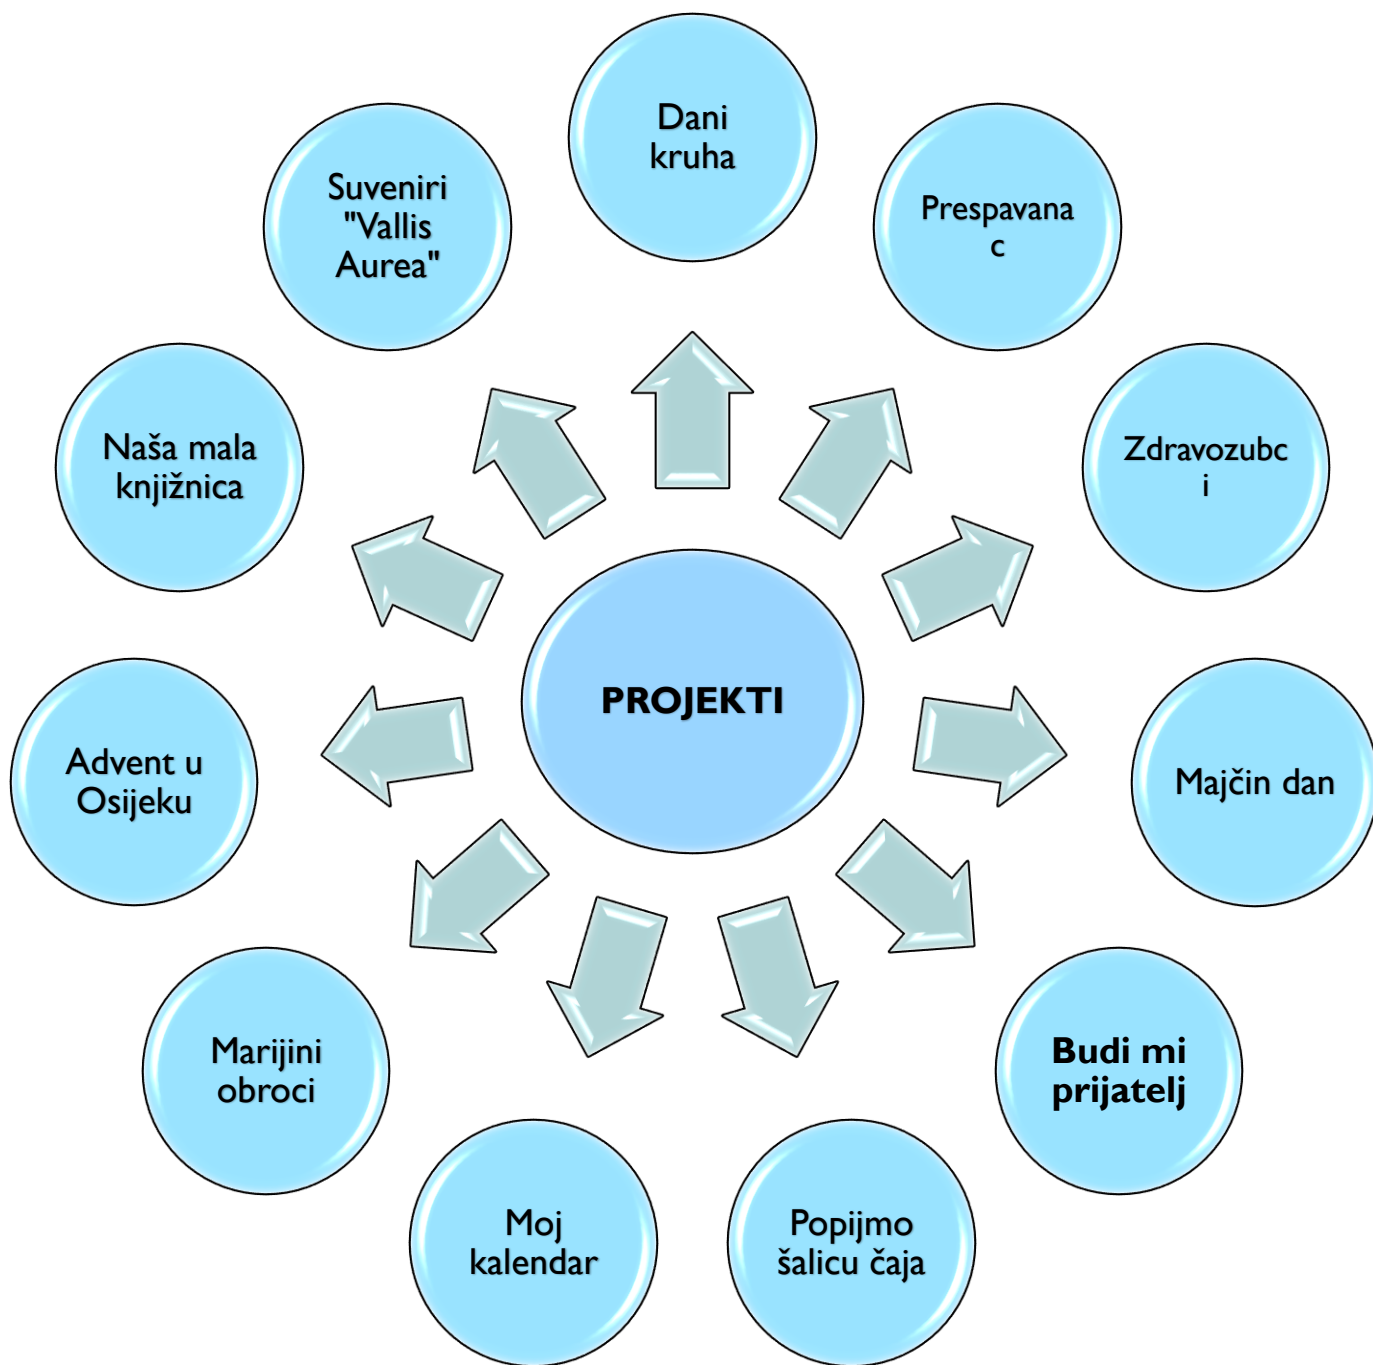 Dani
kruha
Prespavana
c
Zdravozubc
i
Majčin dan
Budi mi
prijatelj
Popijmo
šalicu čaja
Moj
kalendar
Marijini
obroci
Advent u
Osijeku
Naša mala
knjižnica
Suveniri
"Vallis
Aurea"
PROJEKTI